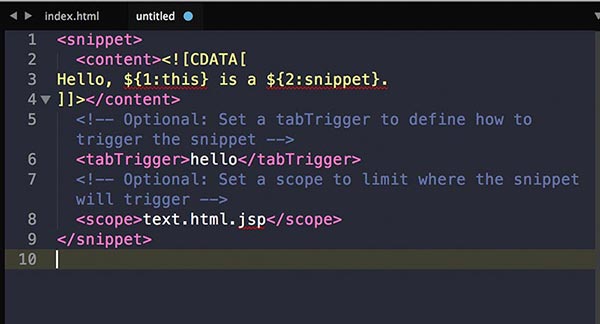 index.html untitled
1 <snippet>
2 <content><![CDATA[
3 Hello, ${1:this} is a ${2:snippet}.
4 ]]></content>
5 <!-- Optional: Set a tabTrigger to define how to
trigger the snippet -->
6 <tabTrigger>hello</tabTrigger>
7 <!-- Optional: Set a scope to limit where the snippet
will trigger -->
8 <scope>text.html.jsp</scope>
9 </snippet>
10